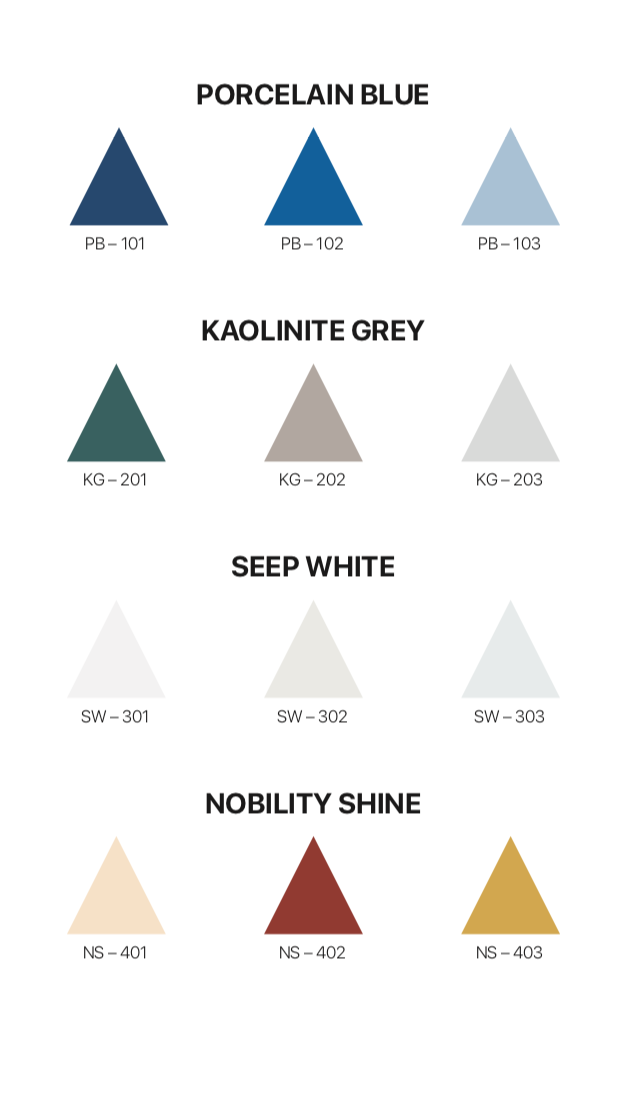 PORCELAIN BLUE
PB – 101 PB – 102 PB – 103
KAOLINITE GREY
KG – 201 KG – 202 KG – 203
SEEP WHITE
SW – 301 SW – 302 SW – 303
NOBILITY SHINE
NS – 401 NS – 402 NS – 403